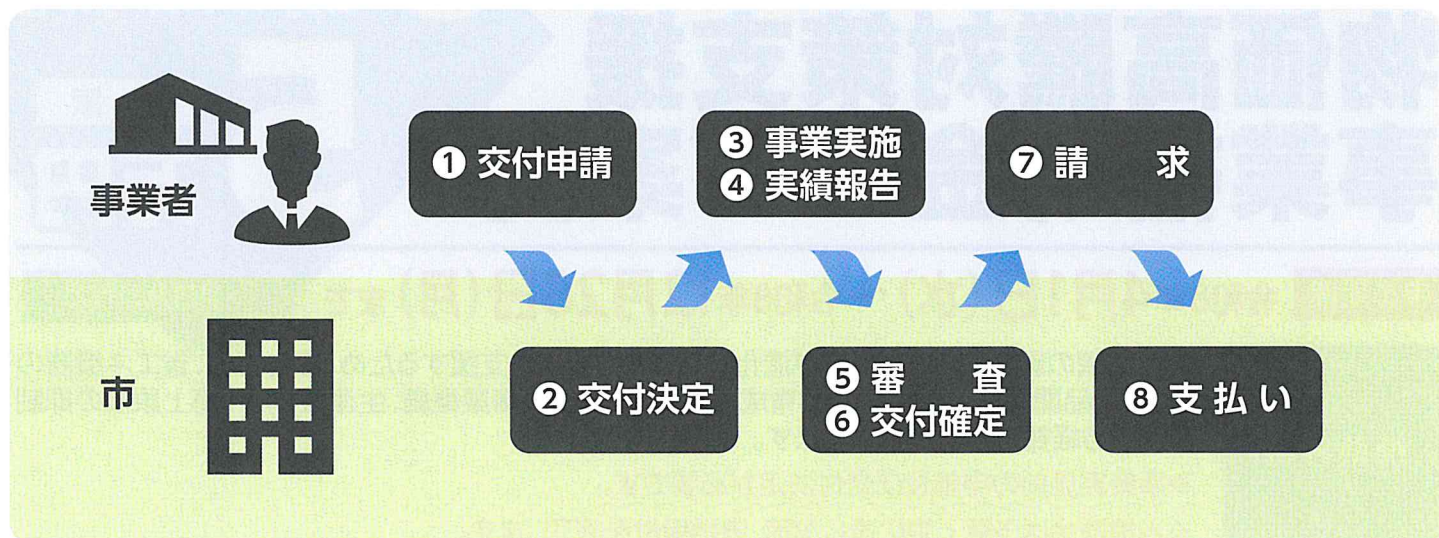 事業者
❶ 交付申請
❸ 事業実施
❹ 実績報告
❼ 請　　求
市
❷ 交付決定
❺ 審　　査
❻ 交付確定
❽ 支 払 い